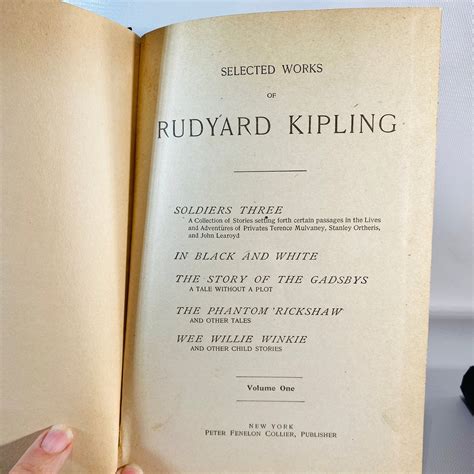 SELECTED WORKS
OF
RUDYARD KIPLING
SOLDIERS THREE
A Collection of Stories setting forth certain passages in the Lives
and Adventures of Privates Terence Mulvaney, Stanley Ortheris,
and John Learoyd
IN BLACK AND WHITE
THE STORY OF THE GADSBYS
A TALE WITHOUT A PLOT
THE PHANTOM 'RICKSHAW
AND OTHER TALES
WEE WILLIE WINKIE
AND OTHER CHILD STORIES
Volume One
NEW YORK
PETER FENELON COLLIER, PUBLISHER